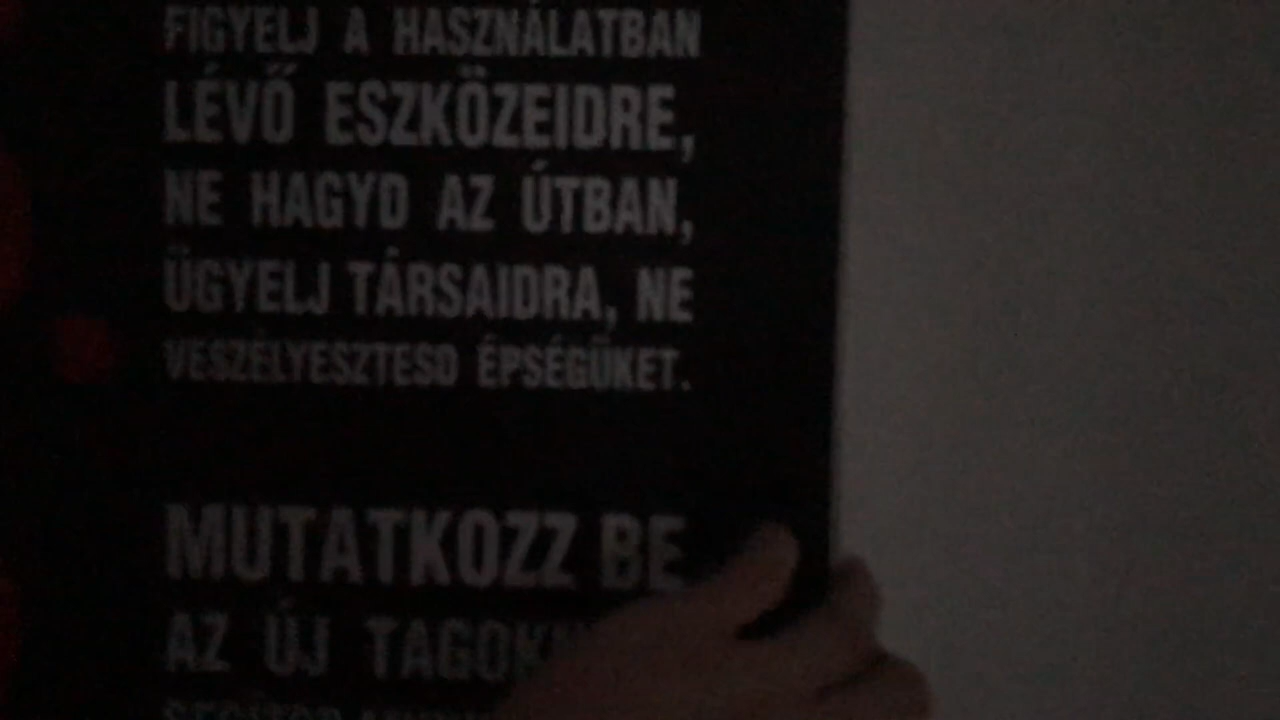 FIGYELJ A HASZNÁLATBAN
LÉVŐ ESZKÖZEIDRE,
NE HAGYD AZ ÚTBAN,
ÜGYELJ TÁRSAIDRA, NE
VESZÉLYESZTESD ÉPSÉGÜKET.
MUTATKOZZ BE
AZ ÚJ